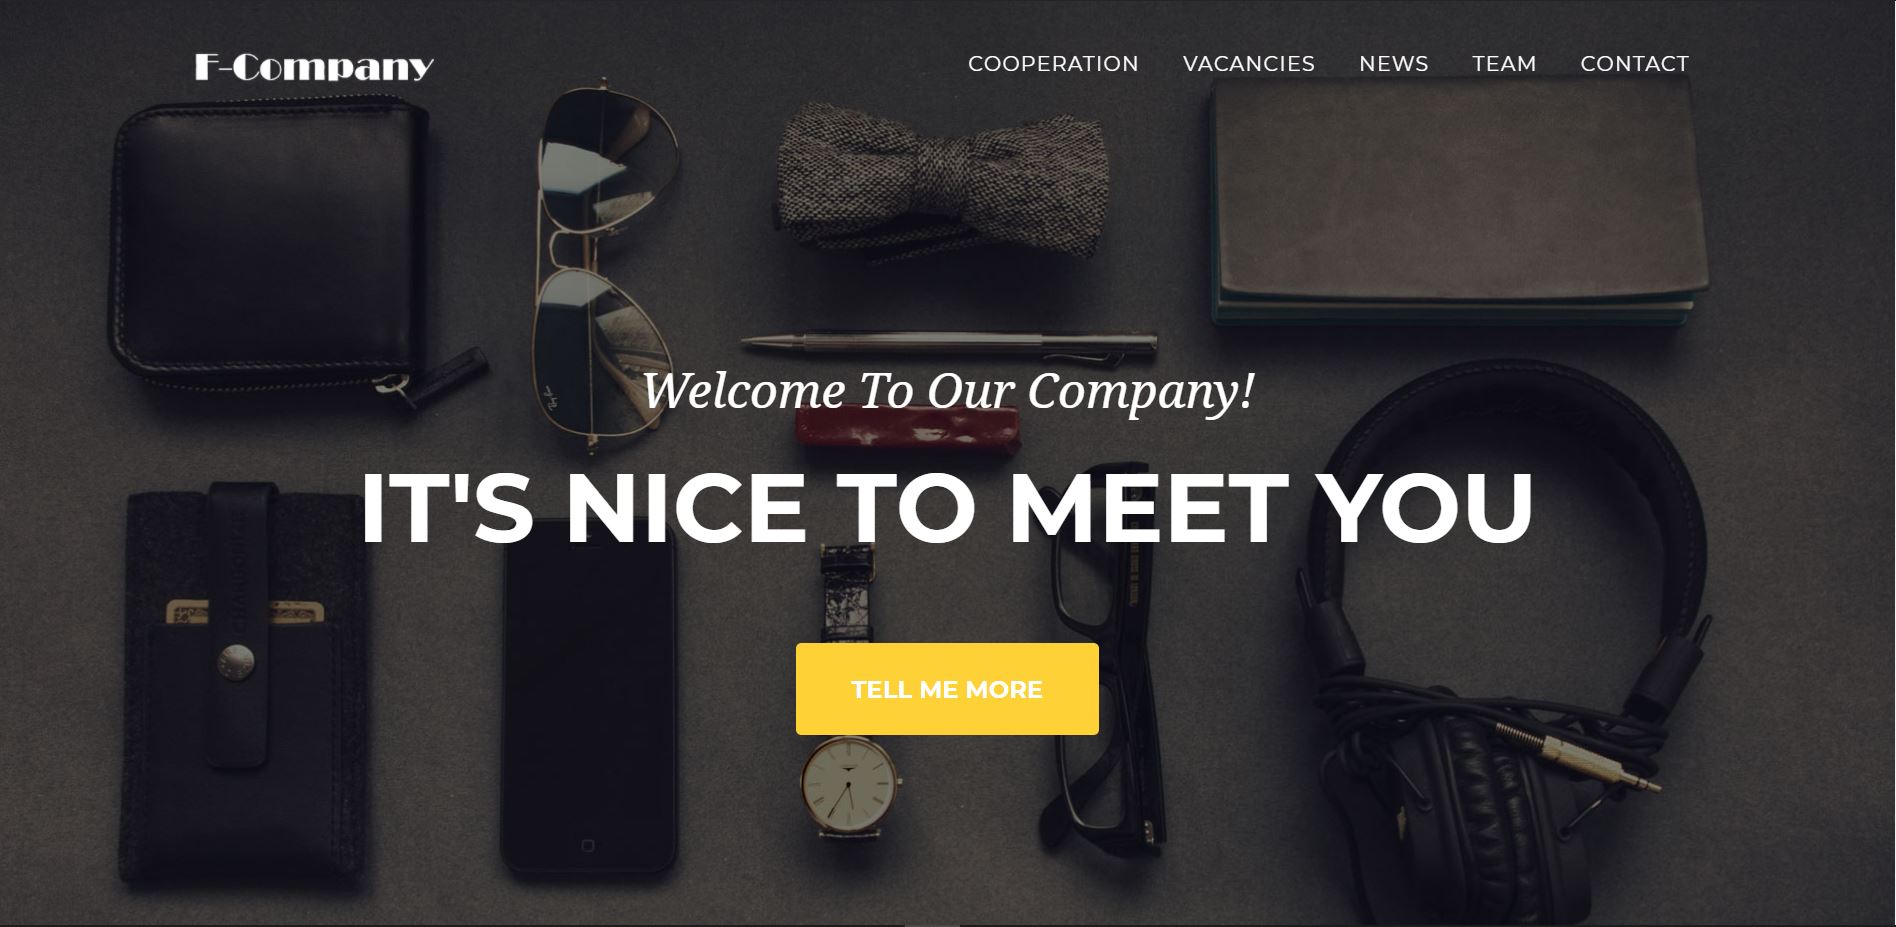 F-Company
COOPERATION VACANCIES NEWS TEAM CONTACT
Welcome To Our Company!
IT'S NICE TO MEET YOU
TELL ME MORE